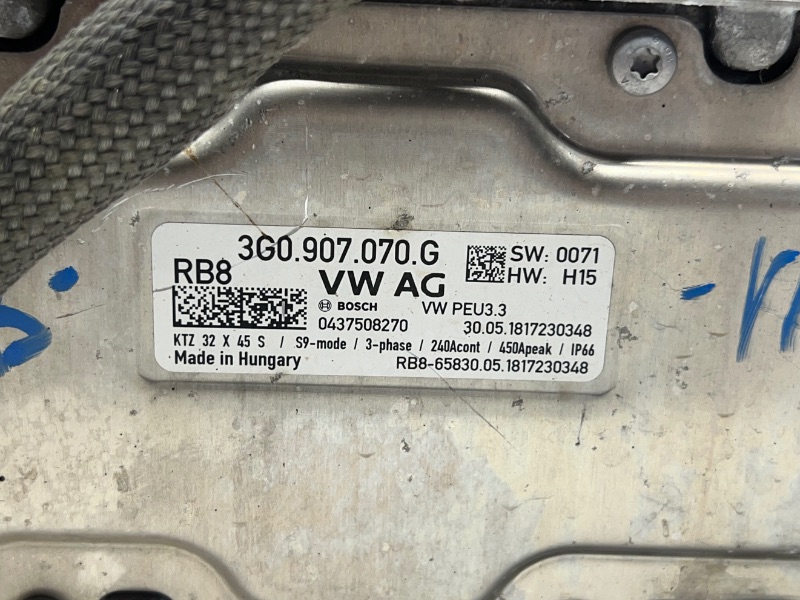 3G0.907.070.G
SW: 0071
HW: H15
RB8
VW AG
BOSCH
VW PEU3.3
0437508270
30.05.1817230348
KTZ 32 X 45 S / S9-mode / 3-phase / 240Acont / 450Apeak / IP66
Made in Hungary
RB8-65830.05.1817230348